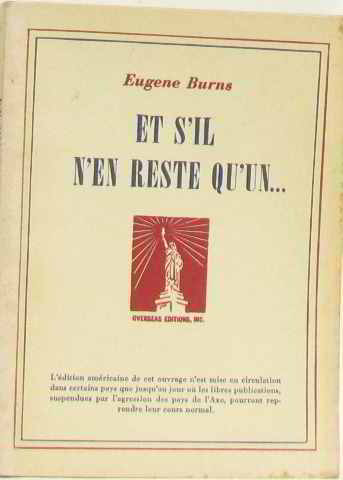 Eugene Burns
ET S'IL
N'EN RESTE QU'UN...
OVERSEAS EDITIONS, INC.
L'édition américaine de cet ouvrage n'est mise en circulation
dans certains pays que jusqu'au jour où les libres publications,
suspendues par l'agression des pays de l'Axe, pourront rep-
rendre leur cours normal.